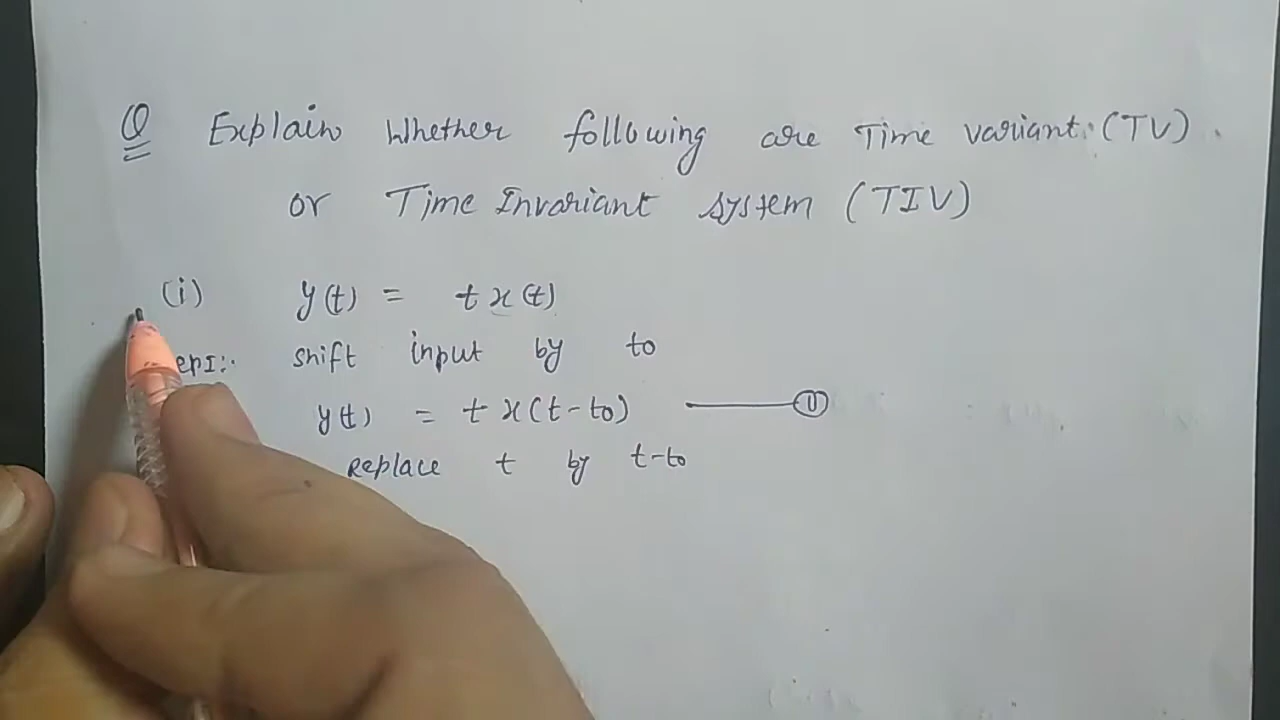 Q Explain Whether following are Time variant (TV)
or Time Invariant system (TIV)
(i) y(t) = t x(t)
epI:- shift input by to
y(t) = t x(t-to) ①
Replace t by t-to